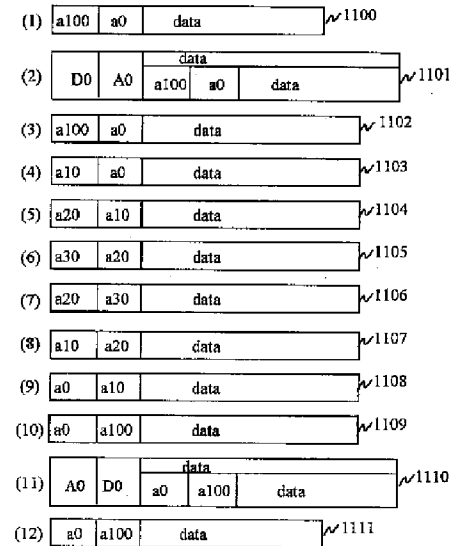 (1) a100 a0 data 1100
data
(2) D0 A0 a100 a0 data 1101
(3) a100 a0 data 1102
(4) a10 a0 data 1103
(5) a20 a10 data 1104
(6) a30 a20 data 1105
(7) a20 a30 data 1106
(8) a10 a20 data 1107
(9) a0 a10 data 1108
(10) a0 a100 data 1109
data
(11) A0 D0 a0 a100 data 1110
(12) a0 a100 data 1111